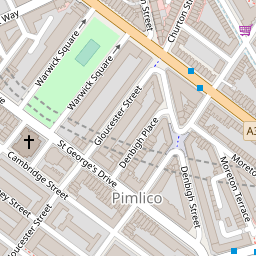 Way
Warwick Square
Warwick Square
Churton Street
Street
Gloucester Street
Denbigh Place
A3
St George's Drive
Cambridge Street
Denbigh Street
Moreton
Moreton Terrace
Pimlico
Gloucester Street
ey Street